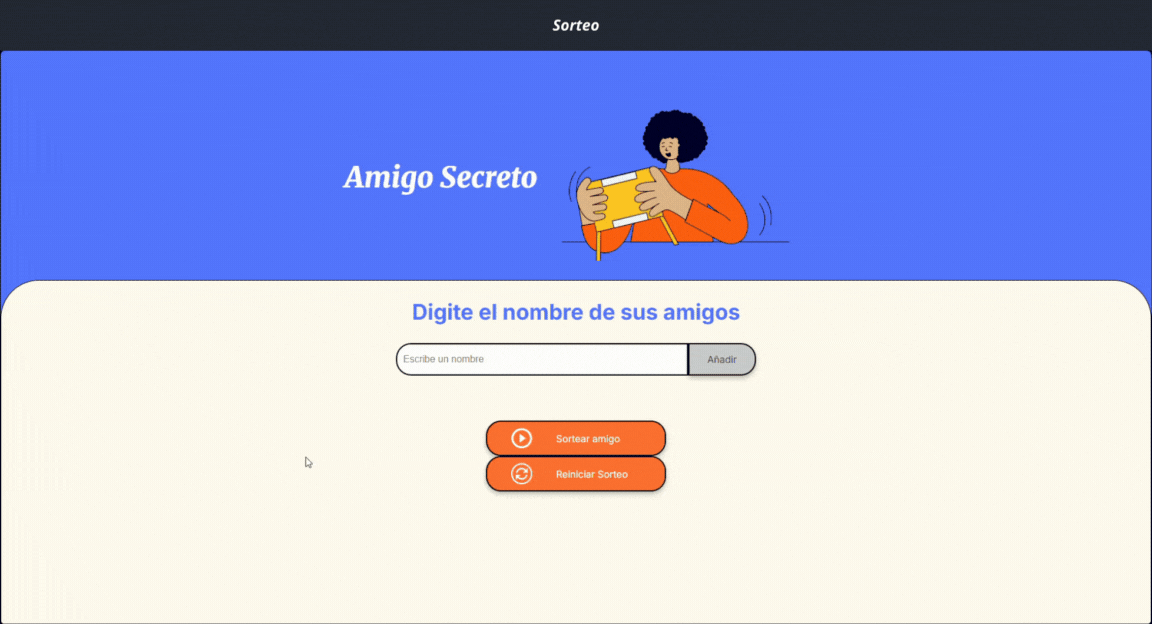 Sorteo
Amigo Secreto
Digite el nombre de sus amigos
Escribe un nombre
Añadir
Sortear amigo
Reiniciar Sorteo